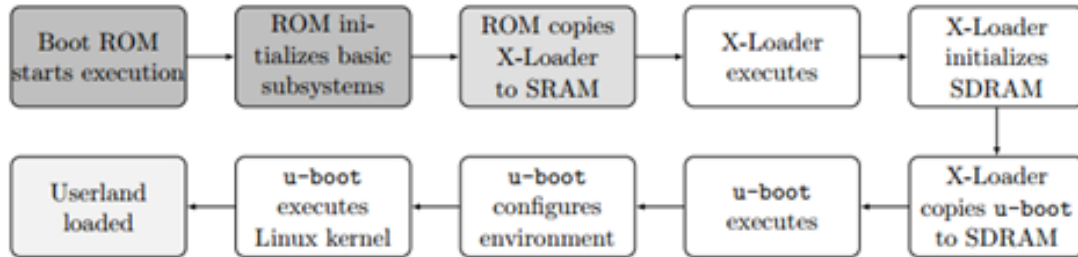 Boot ROM
starts execution
ROM ini-
tializes basic
subsystems
ROM copies
X-Loader
to SRAM
X-Loader
executes
X-Loader
initializes
SDRAM
X-Loader
copies u-boot
to SDRAM
u-boot
executes
u-boot
configures
environment
u-boot
executes
Linux kernel
Userland
loaded